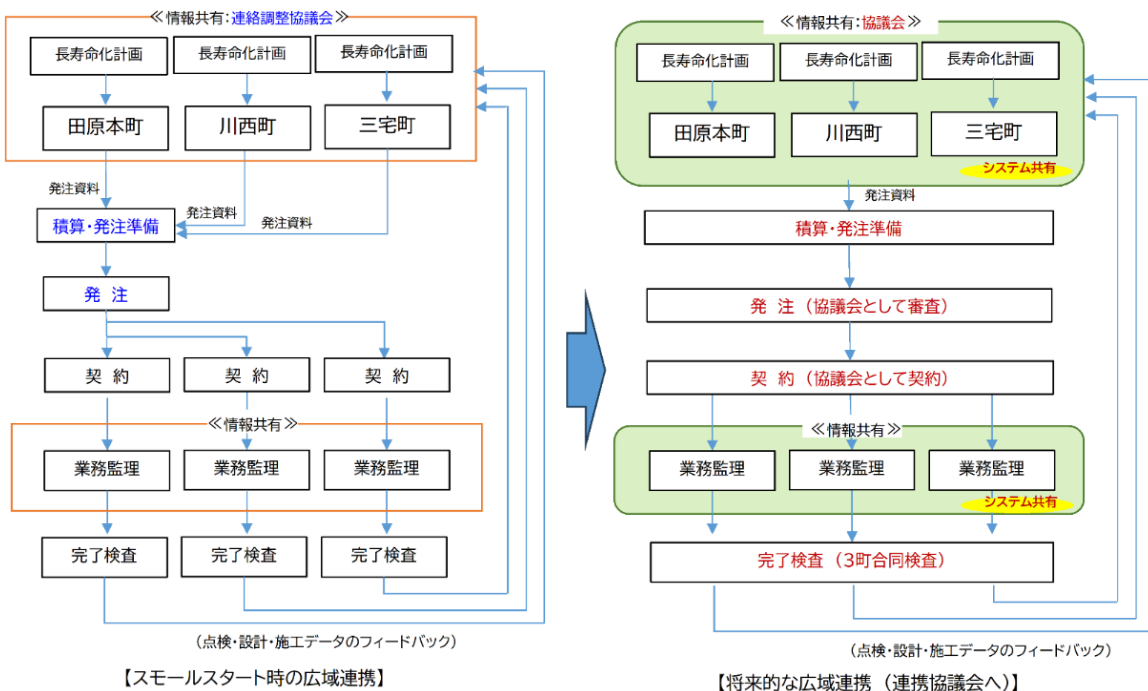 ≪情報共有：連絡調整協議会≫
長寿命化計画
長寿命化計画
長寿命化計画
田原本町
川西町
三宅町
発注資料
発注資料
発注資料
積算・発注準備
発 注
契 約
契 約
契 約
≪情報共有≫
業務監理
業務監理
業務監理
完了検査
完了検査
完了検査
(点検・設計・施工データのフィードバック)
【スモールスタート時の広域連携】
≪情報共有：協議会≫
長寿命化計画
長寿命化計画
長寿命化計画
田原本町
川西町
三宅町
システム共有
発注資料
積算・発注準備
発 注 （協議会として審査）
契 約 （協議会として契約）
≪情報共有≫
業務監理
業務監理
業務監理
システム共有
完了検査（３町合同検査）
(点検・設計・施工データのフィードバック)
【将来的な広域連携 （連携協議会へ）】